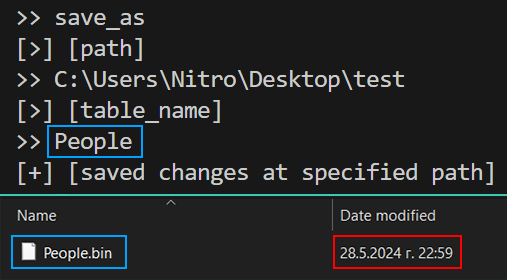 >> save_as
[>] [path]
>> C:\Users\Nitro\Desktop\test
[>] [table_name]
>> People
[+] [saved changes at specified path]
Name Date modified
People.bin 28.5.2024 г. 22:59